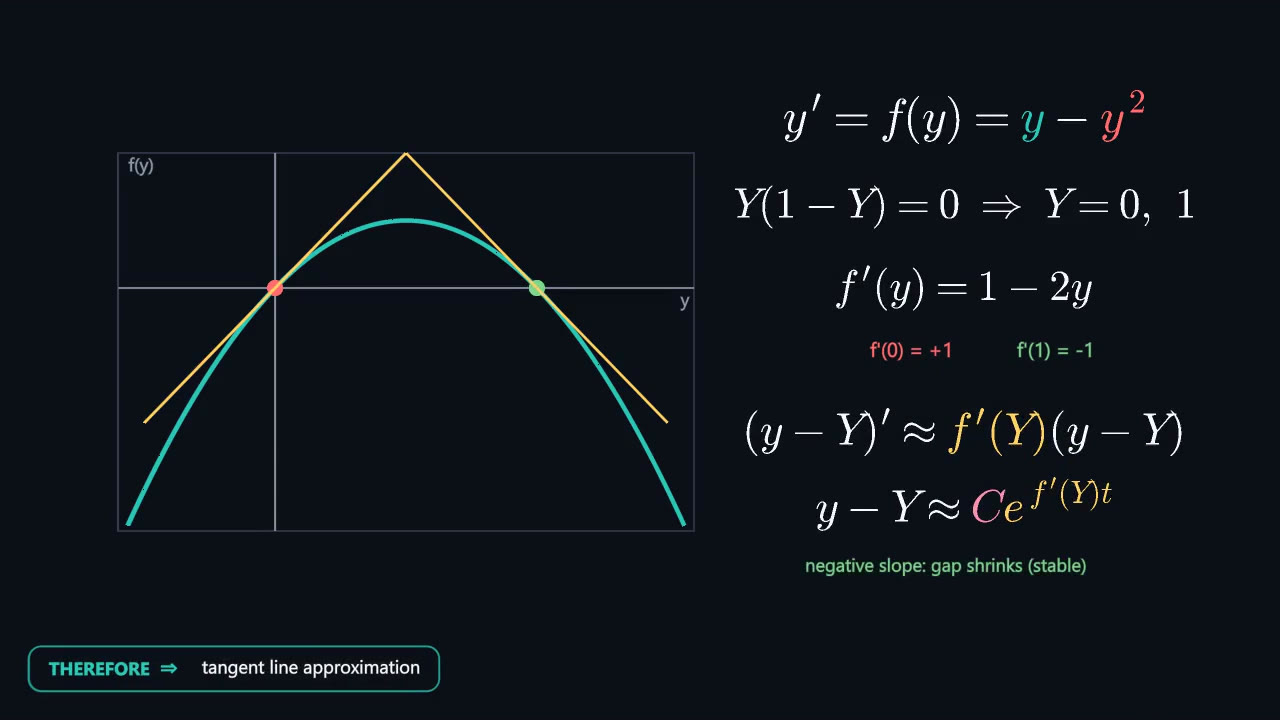 f(y)
y
y′ = f(y) = y − y²
Y(1 − Y) = 0 ⇒ Y = 0, 1
f′(y) = 1 − 2y
f'(0) = +1 f'(1) = -1
(y − Y)′ ≈ f′(Y)(y − Y)
y − Y ≈ Ce^{f′(Y)t}
negative slope: gap shrinks (stable)
THEREFORE ⇒ tangent line approximation